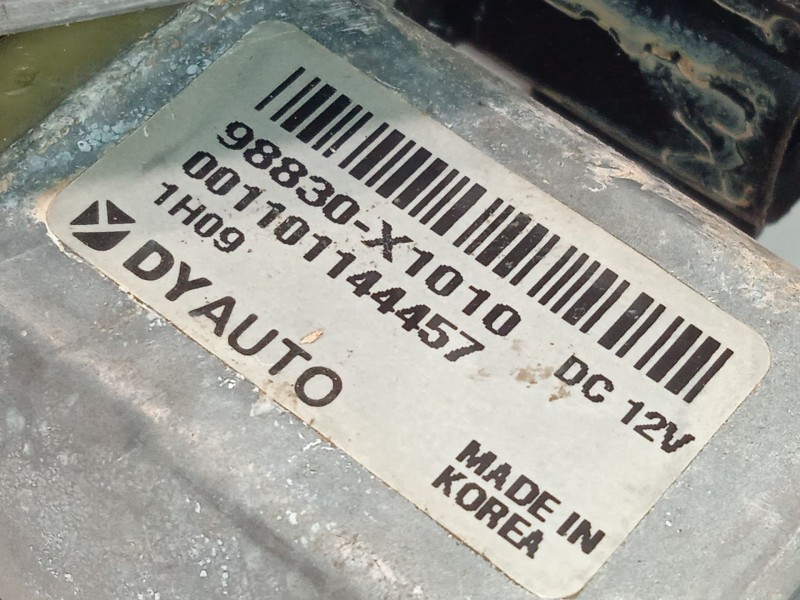 98830-X1010
001101144457
1H09
DC 12V
DYAUTO
MADE IN
KOREA